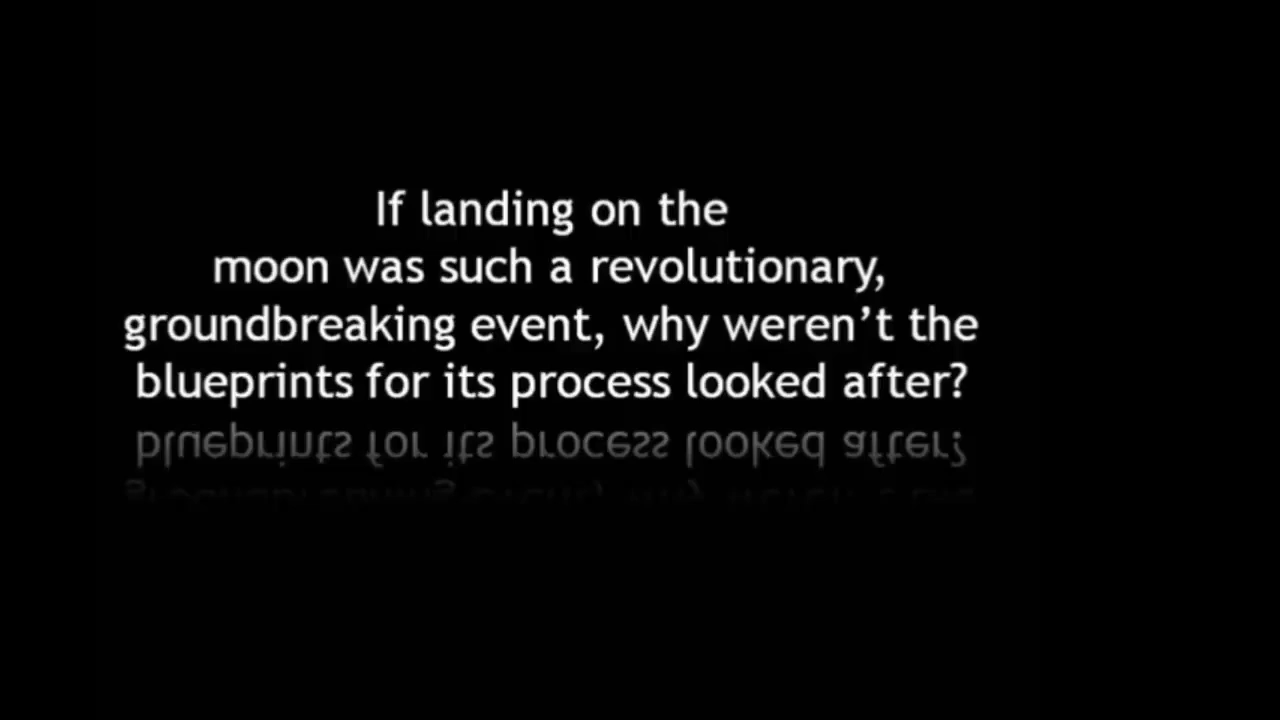 If landing on the
moon was such a revolutionary,
groundbreaking event, why weren’t the
blueprints for its process looked after?